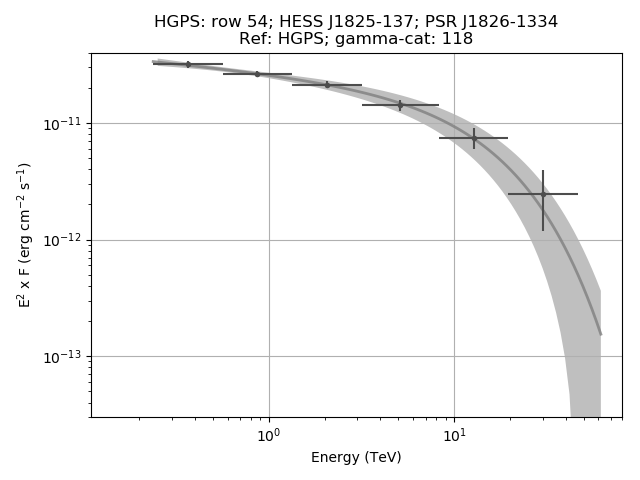 HGPS: row 54; HESS J1825-137; PSR J1826-1334
Ref: HGPS; gamma-cat: 118
E² x F (erg cm⁻² s⁻¹)
10⁻¹¹
10⁻¹²
10⁻¹³
10⁰ 10¹
Energy (TeV)